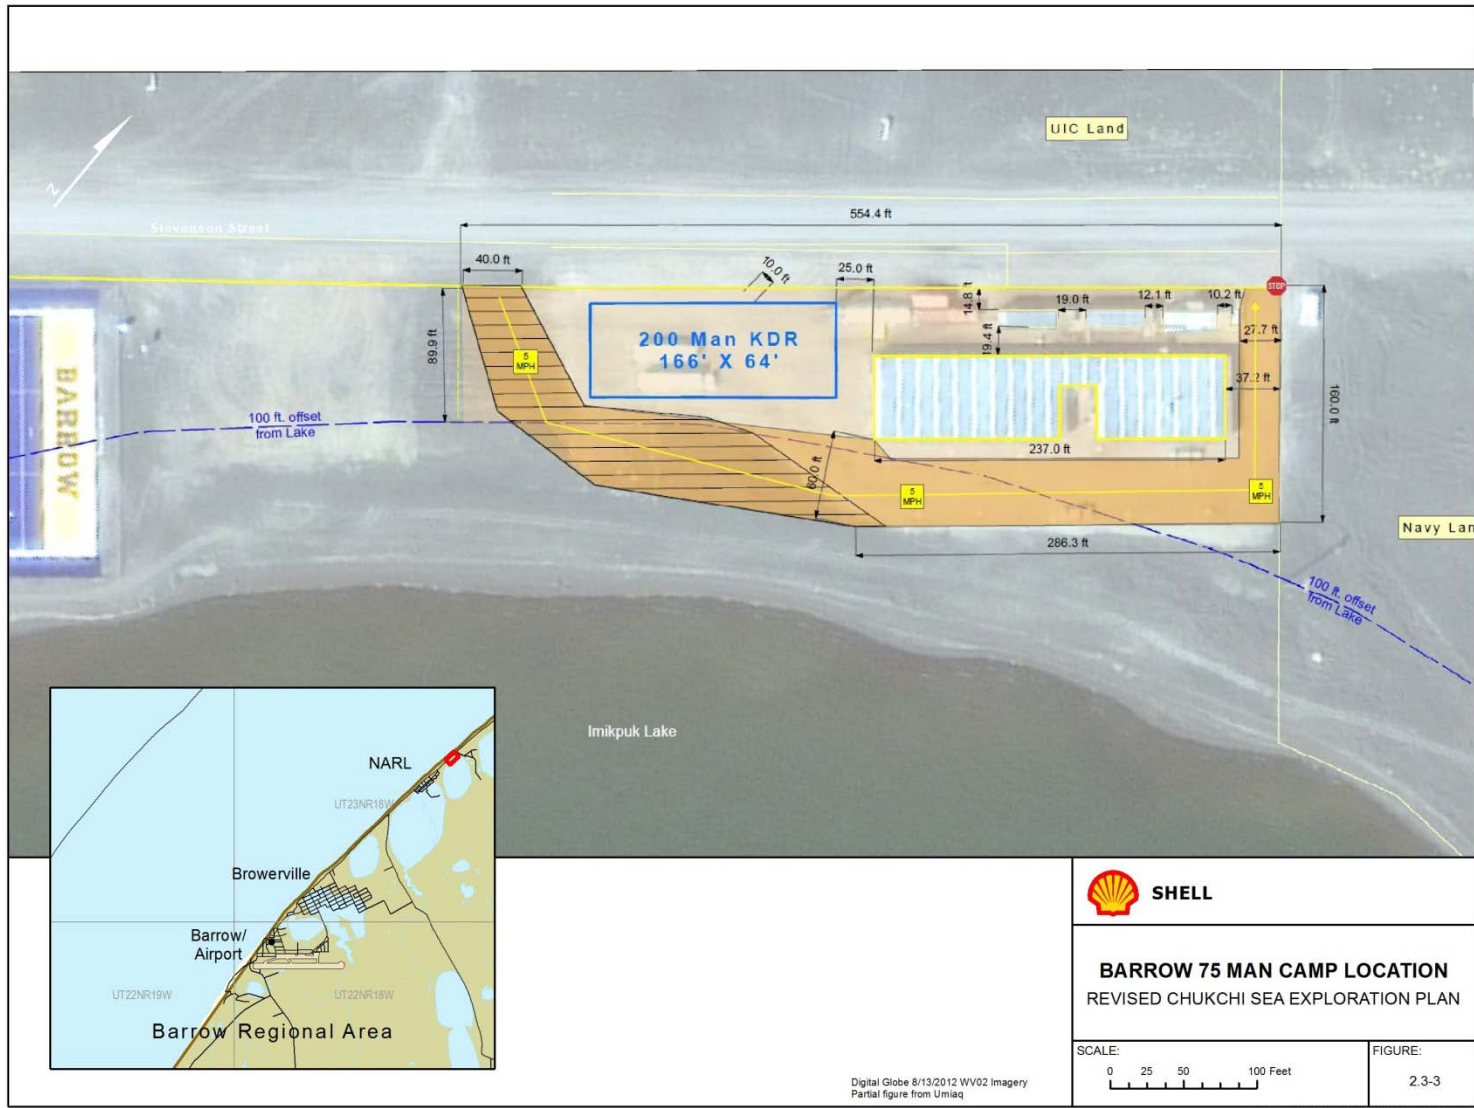 UIC Land
N
Stevenson Street
554.4 ft
40.0 ft
10.0 ft
25.0 ft
14.8 ft
19.0 ft
12.1 ft
10.2 ft
STOP
27.7 ft
19.4 ft
200 Man KDR
166' X 64'
89.9 ft
5
MPH
37.2 ft
160.0 ft
BARROW
100 ft. offset
from Lake
237.0 ft
60.0 ft
5
MPH
5
MPH
286.3 ft
Navy Lan
100 ft. offset
from Lake
Imikpuk Lake
NARL
UT23NR18W
Browerville
Barrow/
Airport
UT22NR19W
UT22NR18W
Barrow Regional Area
SHELL
BARROW 75 MAN CAMP LOCATION
REVISED CHUKCHI SEA EXPLORATION PLAN
SCALE:
0 25 50 100 Feet
FIGURE:
2.3-3
Digital Globe 8/13/2012 WV02 Imagery
Partial figure from Umiaq